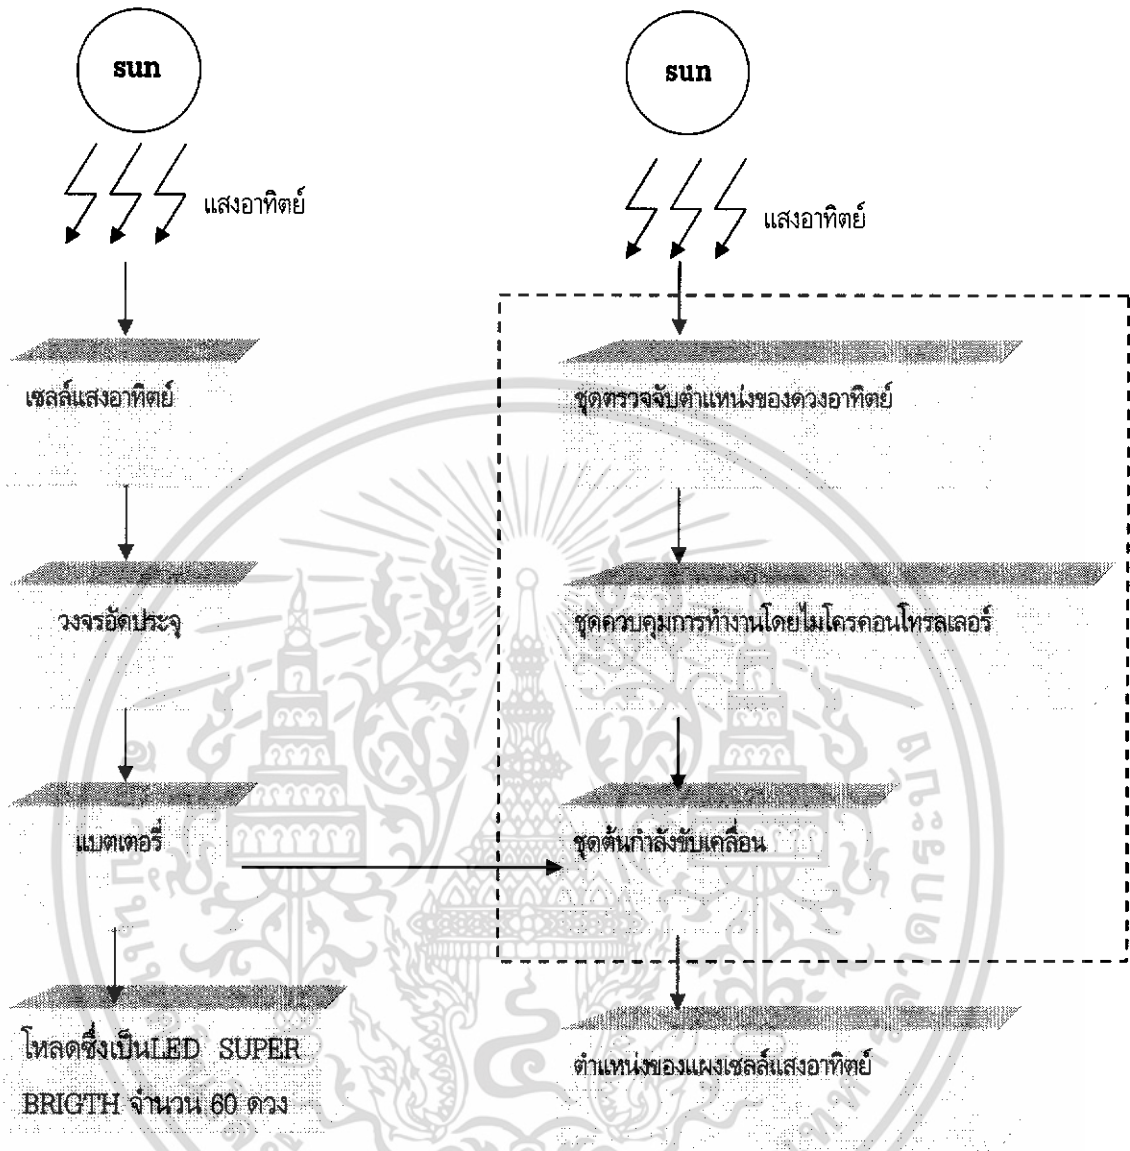 sun
แสงอาทิตย์
เซลล์แสงอาทิตย์
วงจรอัดประจุ
แบตเตอรี่
โหลดซึ่งเป็นLED SUPER
BRIGTH จำนวน 60 ดวง
sun
แสงอาทิตย์
ชุดตรวจจับตำแหน่งของดวงอาทิตย์
ชุดควบคุมการทำงานโดยไมโครคอนโทรลเลอร์
ชุดต้นกำลังขับเคลื่อน
ตำแหน่งของแผงเซลล์แสงอาทิตย์